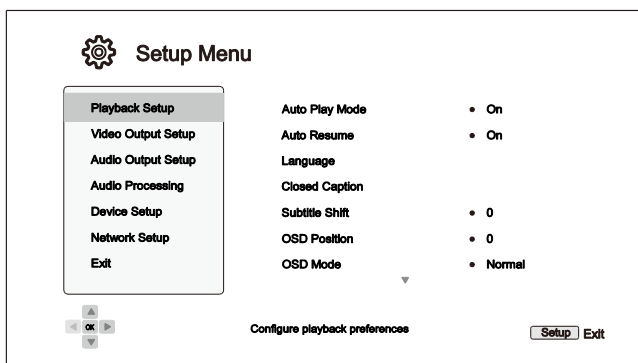 Setup Menu
Playback Setup
Video Output Setup
Audio Output Setup
Audio Processing
Device Setup
Network Setup
Exit
Auto Play Mode • On
Auto Resume • On
Language
Closed Caption
Subtitle Shift • 0
OSD Position • 0
OSD Mode • Normal
OK
Configure playback preferences
Setup Exit